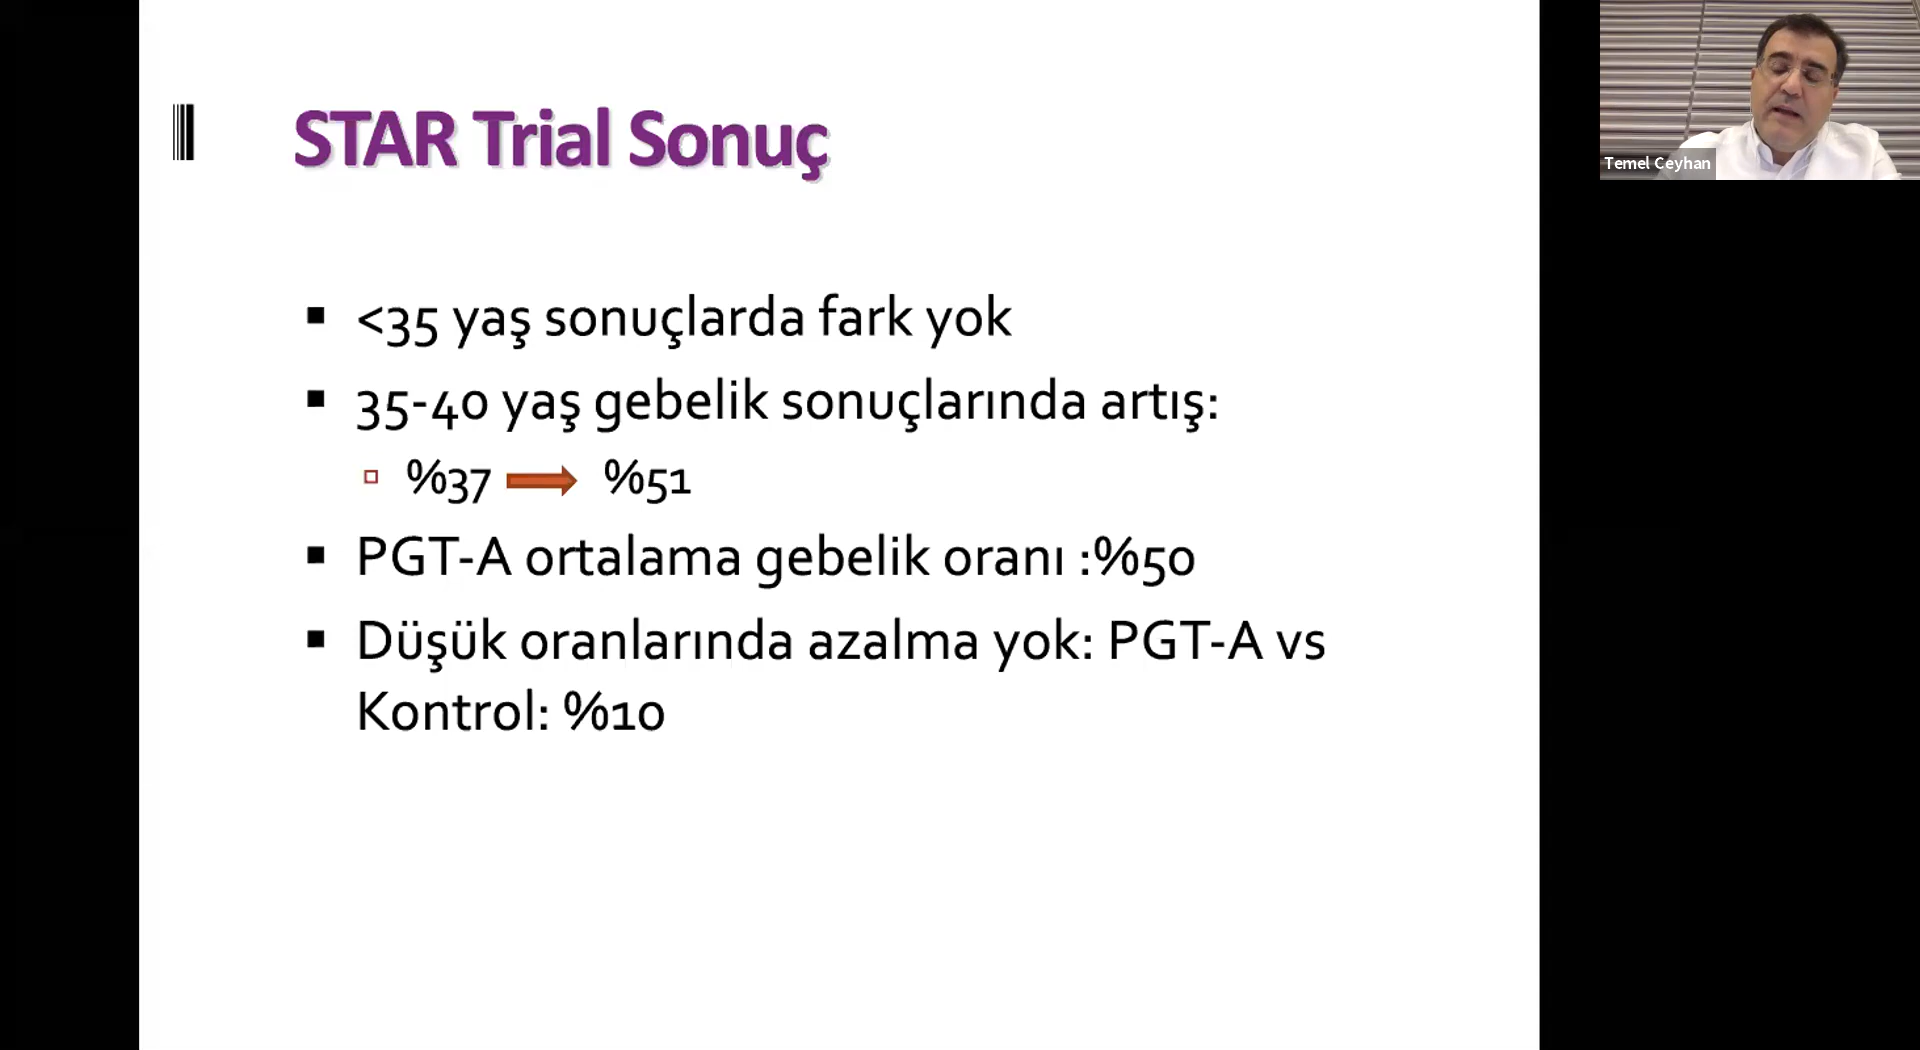 STAR Trial Sonuç
<35 yaş sonuçlarda fark yok
35-40 yaş gebelik sonuçlarında artış:
%37 %51
PGT-A ortalama gebelik oranı :%50
Düşük oranlarında azalma yok: PGT-A vs
Kontrol: %10
Temel Ceyhan